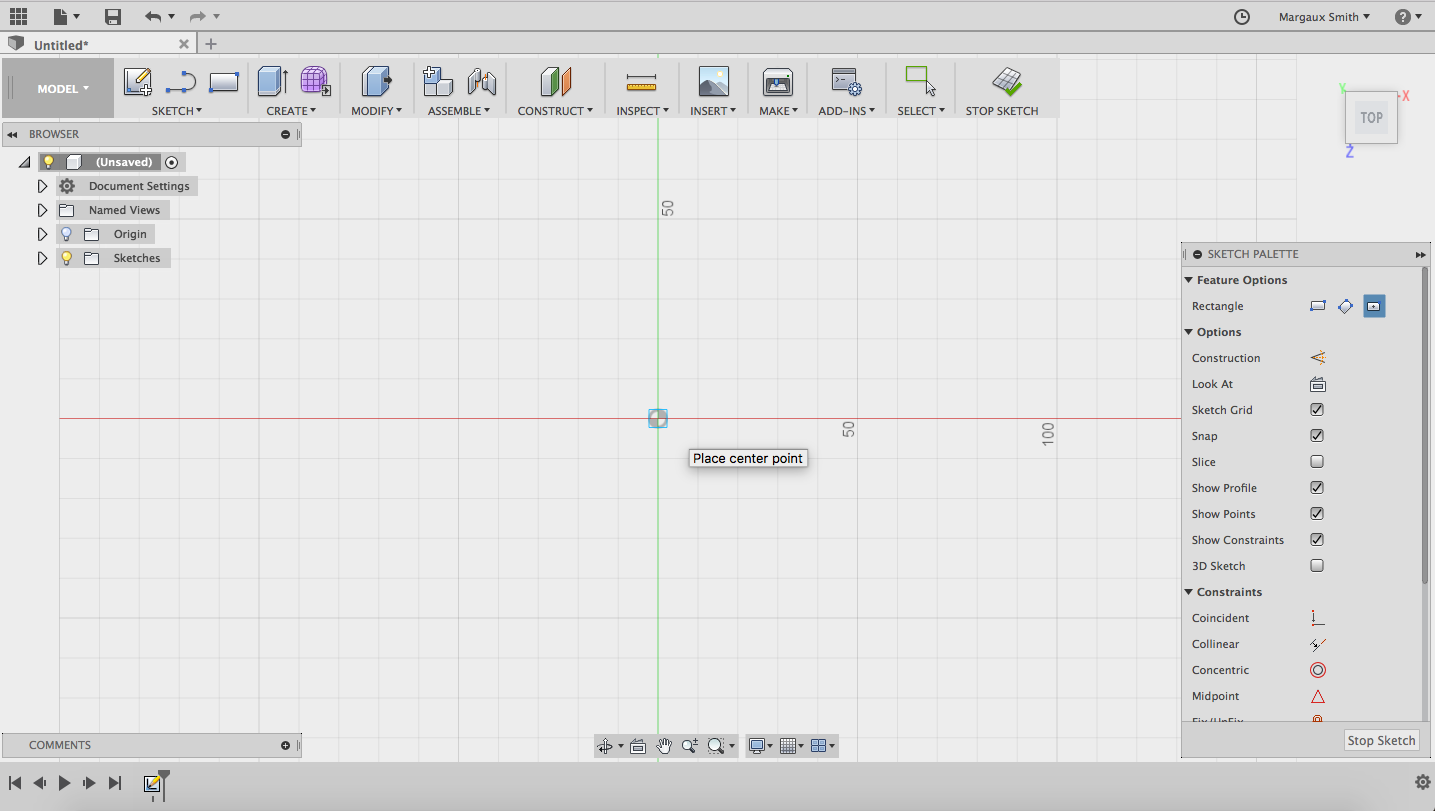 Margaux Smith
?
Untitled*
MODEL
SKETCH
CREATE
MODIFY
ASSEMBLE
CONSTRUCT
INSPECT
INSERT
MAKE
ADD-INS
SELECT
STOP SKETCH
BROWSER
(Unsaved)
Document Settings
Named Views
Origin
Sketches
Y
X
TOP
Z
50
50
100
Place center point
SKETCH PALETTE
Feature Options
Rectangle
Options
Construction
Look At
Sketch Grid
Snap
Slice
Show Profile
Show Points
Show Constraints
3D Sketch
Constraints
Coincident
Collinear
Concentric
Midpoint
Fix/UnFix
Stop Sketch
COMMENTS